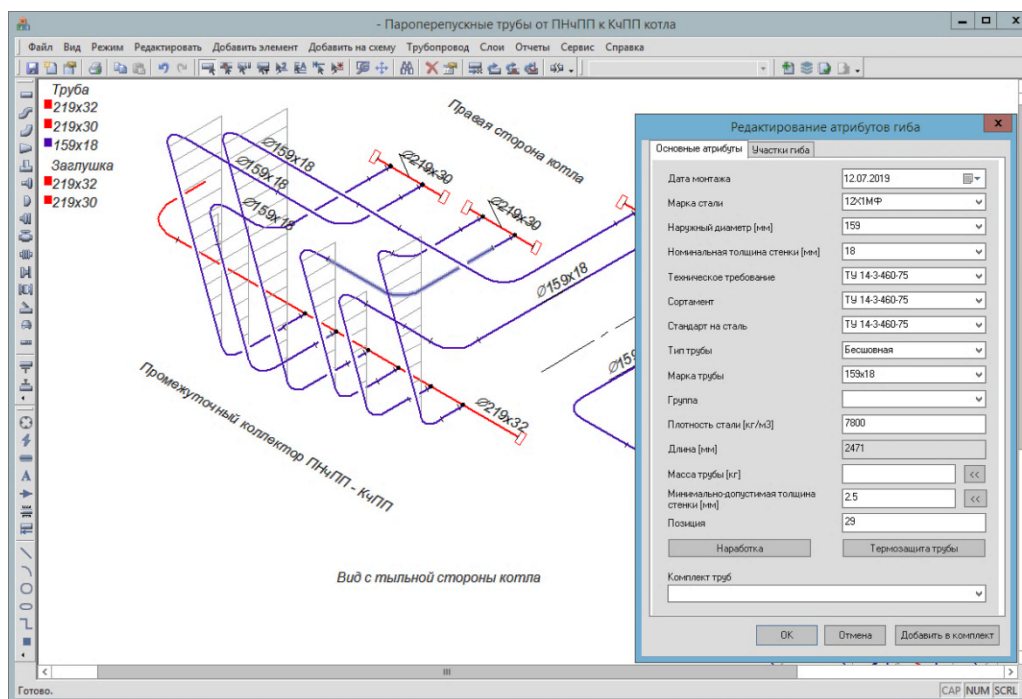 - Пароперепускные трубы от ПНчПП к КчПП котла
Файл Вид Режим Редактировать Добавить элемент Добавить на схему Трубопровод Слои Отчеты Сервис Справка
Труба
219x32
219x30
159x18
Заглушка
219x32
219x30
Правая сторона котла
Ø159x18
Ø159x18
Ø159x18
Ø219x30
Ø219x30
Ø159x18
Ø159
Ø219x32
Промежуточный коллектор ПНчПП - КчПП
Вид с тыльной стороны котла
Редактирование атрибутов гиба
Основные атрибуты Участки гиба
Дата монтажа 12.07.2019
Марка стали 12Х1МФ
Наружный диаметр [мм] 159
Номинальная толщина стенки [мм] 18
Техническое требование ТУ 14-3-460-75
Сортамент ТУ 14-3-460-75
Стандарт на сталь ТУ 14-3-460-75
Тип трубы Бесшовная
Марка трубы 159x18
Группа
Плотность стали [кг/м3] 7800
Длина [мм] 2471
Масса трубы [кг] <<
Минимально-допустимая толщина
стенки [мм] 2.5 <<
Позиция 29
Наработка Термозащита трубы
Комплект труб
OK Отмена Добавить в комплект
Готово. CAP NUM SCRL